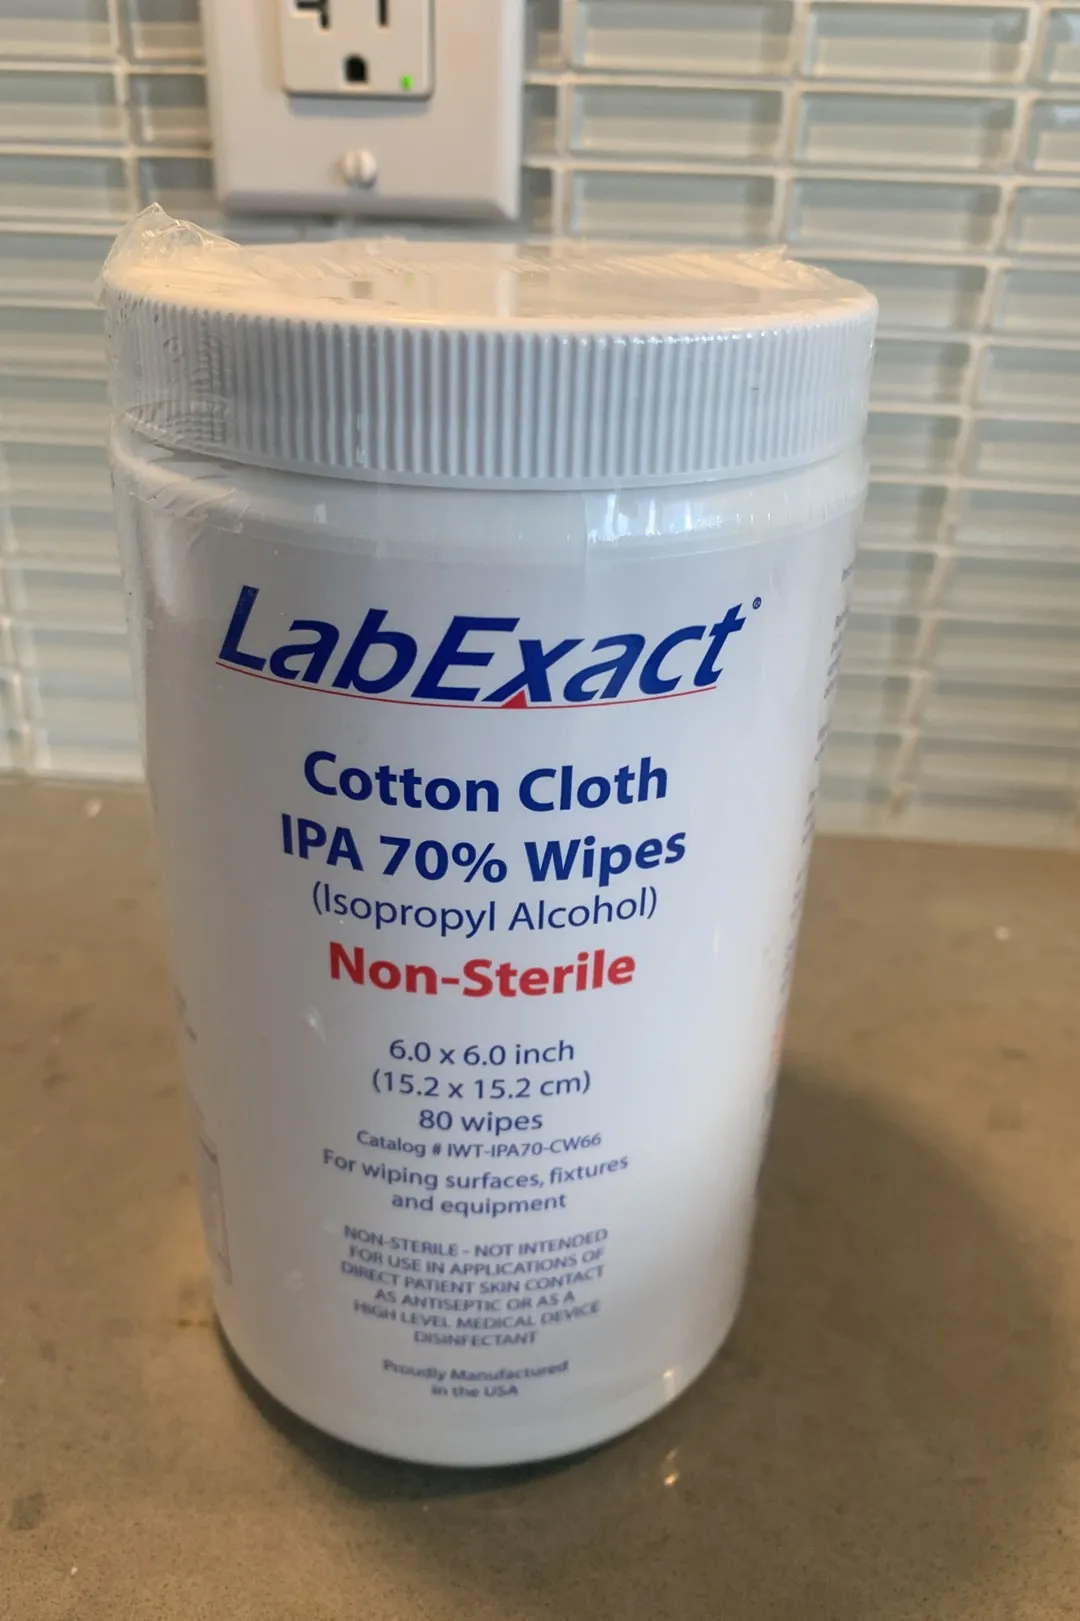 LabExact®
Cotton Cloth
IPA 70% Wipes
(Isopropyl Alcohol)
Non-Sterile
6.0 x 6.0 inch
(15.2 x 15.2 cm)
80 wipes
Catalog # IWT-IPA70-CW66
For wiping surfaces, fixtures
and equipment
NON-STERILE - NOT INTENDED
FOR USE IN APPLICATIONS OF
DIRECT PATIENT SKIN CONTACT
AS ANTISEPTIC OR AS A
HIGH LEVEL MEDICAL DEVICE
DISINFECTANT
Proudly Manufactured
in the USA